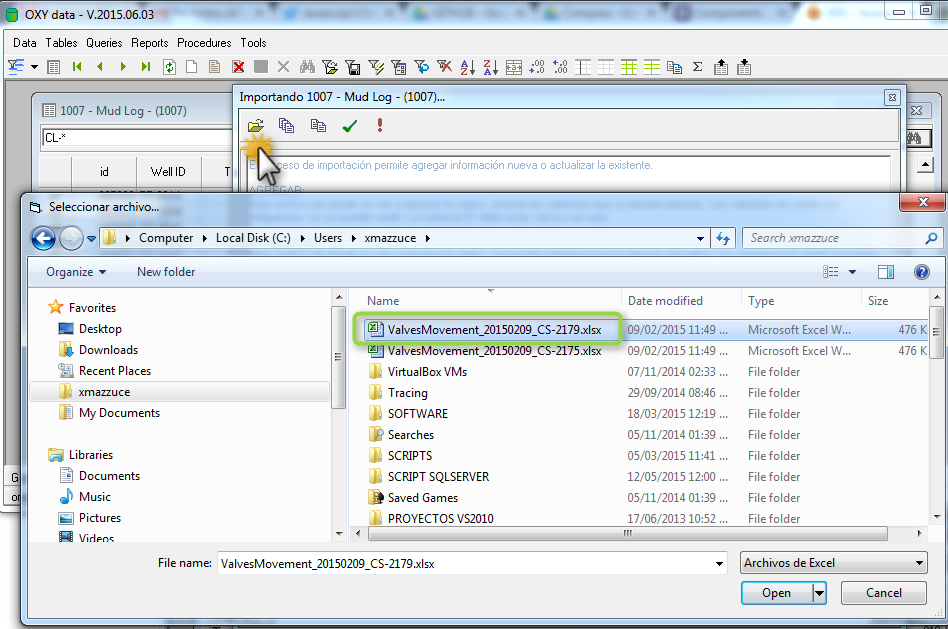 OXY data - V.2015.06.03
Data Tables Queries Reports Procedures Tools
1007 - Mud Log - (1007)
Importando 1007 - Mud Log - (1007)...
CL-*
id Well ID T
proceso de importación permite agregar información nueva o actualizar la existente.
AGREGAR:
Seleccionar archivo...
Computer Local Disk (C:) Users xmazzuce
Search xmazzuce
Organize New folder
Name Date modified Type Size
Favorites
Desktop
Downloads
Recent Places
xmazzuce
My Documents
Libraries
Documents
Music
Pictures
Videos
ValvesMovement_20150209_CS-2179.xlsx 09/02/2015 11:49 ... Microsoft Excel W... 476 K
ValvesMovement_20150209_CS-2175.xlsx 09/02/2015 11:49 ... Microsoft Excel W... 476 K
VirtualBox VMs 07/11/2014 02:33 ... File folder
Tracing 29/09/2014 08:46 ... File folder
SOFTWARE 18/03/2015 12:19 ... File folder
Searches 05/11/2014 01:39 ... File folder
SCRIPTS 05/03/2015 11:41 ... File folder
SCRIPT SQLSERVER 12/05/2015 12:00 ... File folder
Saved Games 05/11/2014 01:39 ... File folder
PROYECTOS VS2010 17/06/2013 10:52 ... File folder
File name: ValvesMovement_20150209_CS-2179.xlsx
Archivos de Excel
Open Cancel